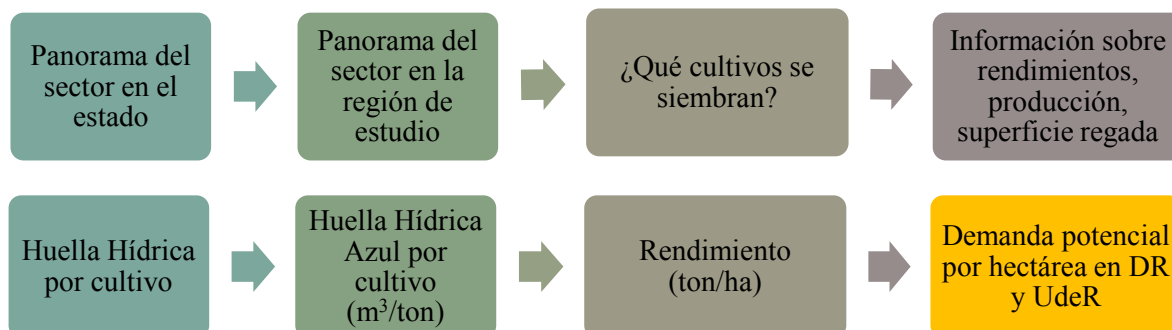 Panorama del
sector en el
estado
Panorama del
sector en la
región de
estudio
¿Qué cultivos se
siembran?
Información sobre
rendimientos,
producción,
superficie regada
Huella Hídrica
por cultivo
Huella Hídrica
Azul por
cultivo
(m³/ton)
Rendimiento
(ton/ha)
Demanda potencial
por hectárea en DR
y UdeR